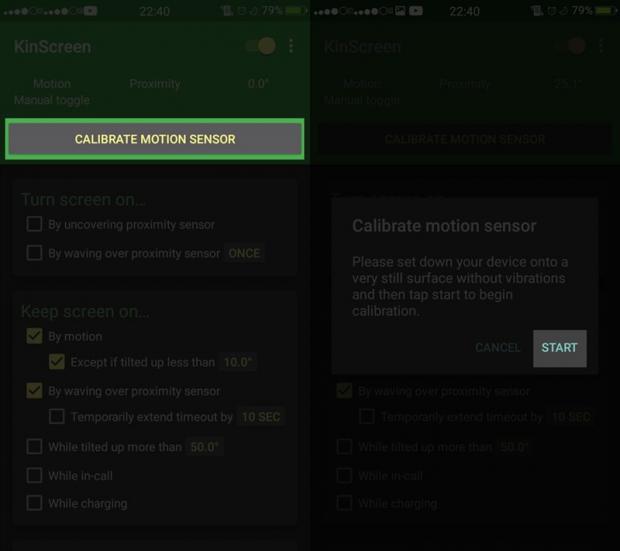 22:40
79%
KinScreen
Motion Proximity 0.0°
Manual toggle
CALIBRATE MOTION SENSOR
Turn screen on...
By uncovering proximity sensor
By waving over proximity sensor ONCE
Keep screen on...
By motion
Except if tilted up less than 10.0°
By waving over proximity sensor
Temporarily extend timeout by 10 SEC
While tilted up more than 50.0°
While in-call
While charging
22:40
79%
KinScreen
Motion Proximity 25.1°
Manual toggle
CALIBRATE MOTION SENSOR
Calibrate motion sensor
Please set down your device onto a
very still surface without vibrations
and then tap start to begin
calibration.
CANCEL START
By waving over proximity sensor
Temporarily extend timeout by 10 SEC
While tilted up more than 50.0°
While in-call
While charging